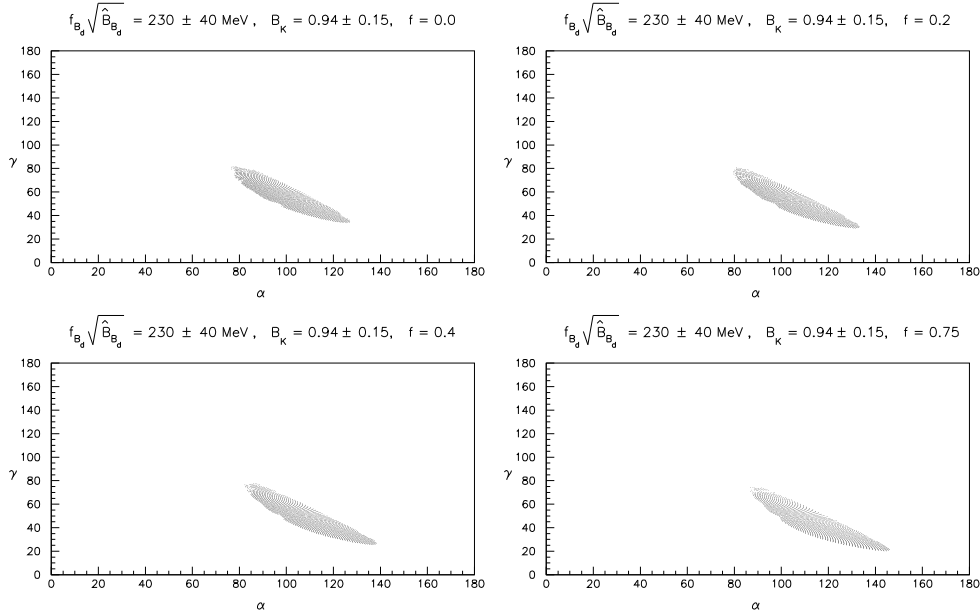 f_{B_d} √B̂_{B_d} = 230 ± 40 MeV , B_K = 0.94 ± 0.15, f = 0.0
180
160
140
120
100
80
60
40
20
0
γ
0 20 40 60 80 100 120 140 160 180
α
f_{B_d} √B̂_{B_d} = 230 ± 40 MeV , B_K = 0.94 ± 0.15, f = 0.2
180
160
140
120
100
80
60
40
20
0
γ
0 20 40 60 80 100 120 140 160 180
α
f_{B_d} √B̂_{B_d} = 230 ± 40 MeV , B_K = 0.94 ± 0.15, f = 0.4
180
160
140
120
100
80
60
40
20
0
γ
0 20 40 60 80 100 120 140 160 180
α
f_{B_d} √B̂_{B_d} = 230 ± 40 MeV , B_K = 0.94 ± 0.15, f = 0.75
180
160
140
120
100
80
60
40
20
0
γ
0 20 40 60 80 100 120 140 160 180
α